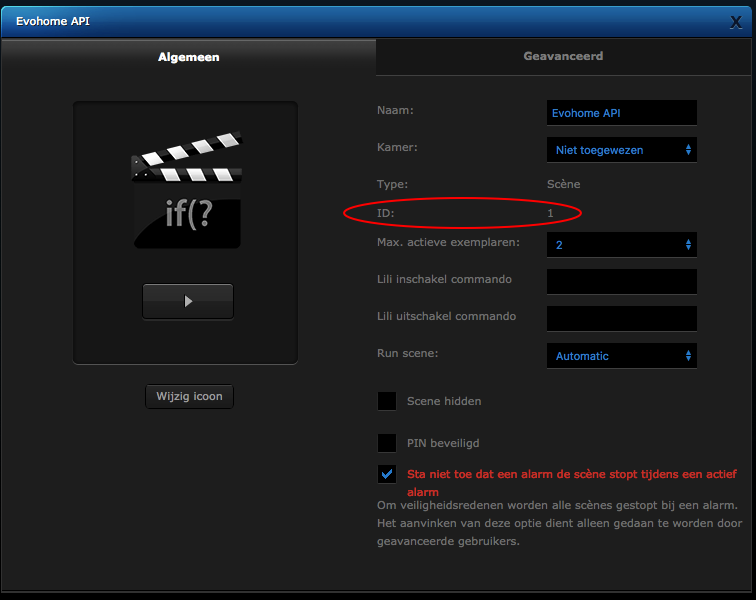 Evohome API
X
Algemeen
Geavanceerd
if(?
Wijzig icoon
Naam:
Evohome API
Kamer:
Niet toegewezen
Type:
Scène
ID:
1
Max. actieve exemplaren:
2
Lili inschakel commando
Lili uitschakel commando
Run scene:
Automatic
Scene hidden
PIN beveiligd
Sta niet toe dat een alarm de scène stopt tijdens een actief
alarm
Om veiligheidsredenen worden alle scènes gestopt bij een alarm.
Het aanvinken van deze optie dient alleen gedaan te worden door
geavanceerde gebruikers.